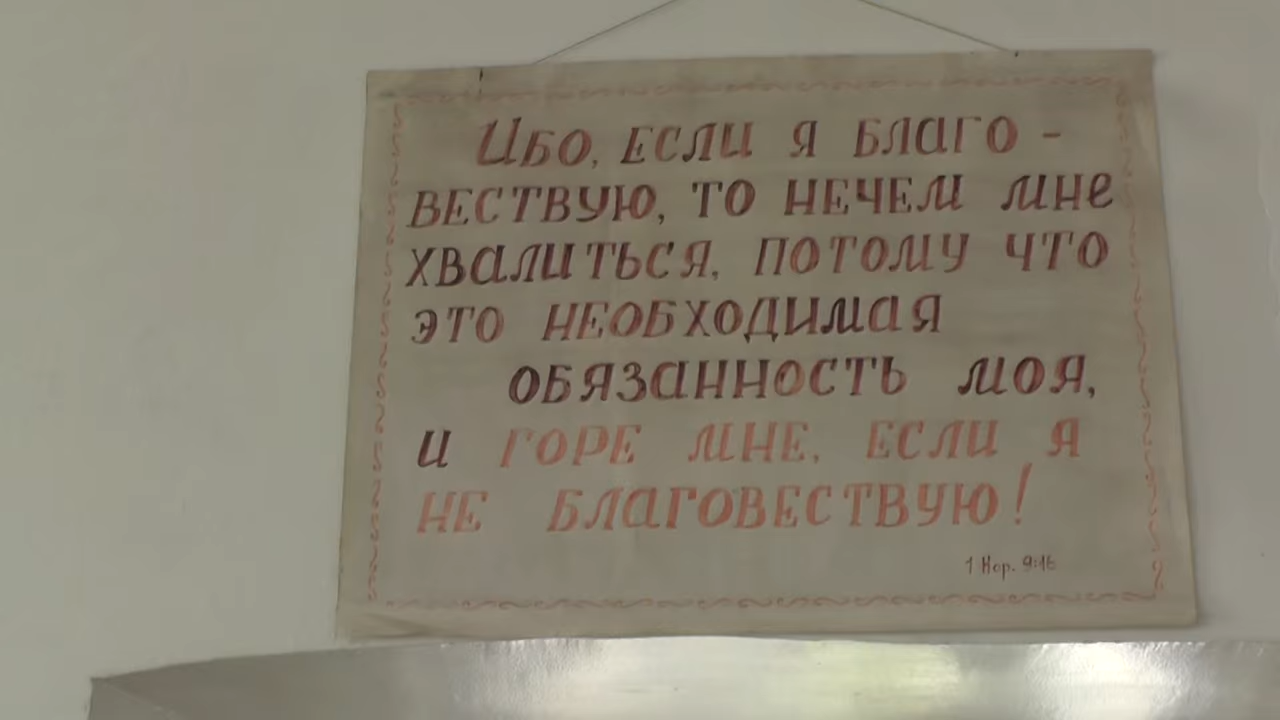 Ибо, если я благо -
вествую, то нечем мне
хвалиться, потому что
это необходимая
обязанность моя,
и горе мне, если я
не благовествую!
1 Кор. 9:16